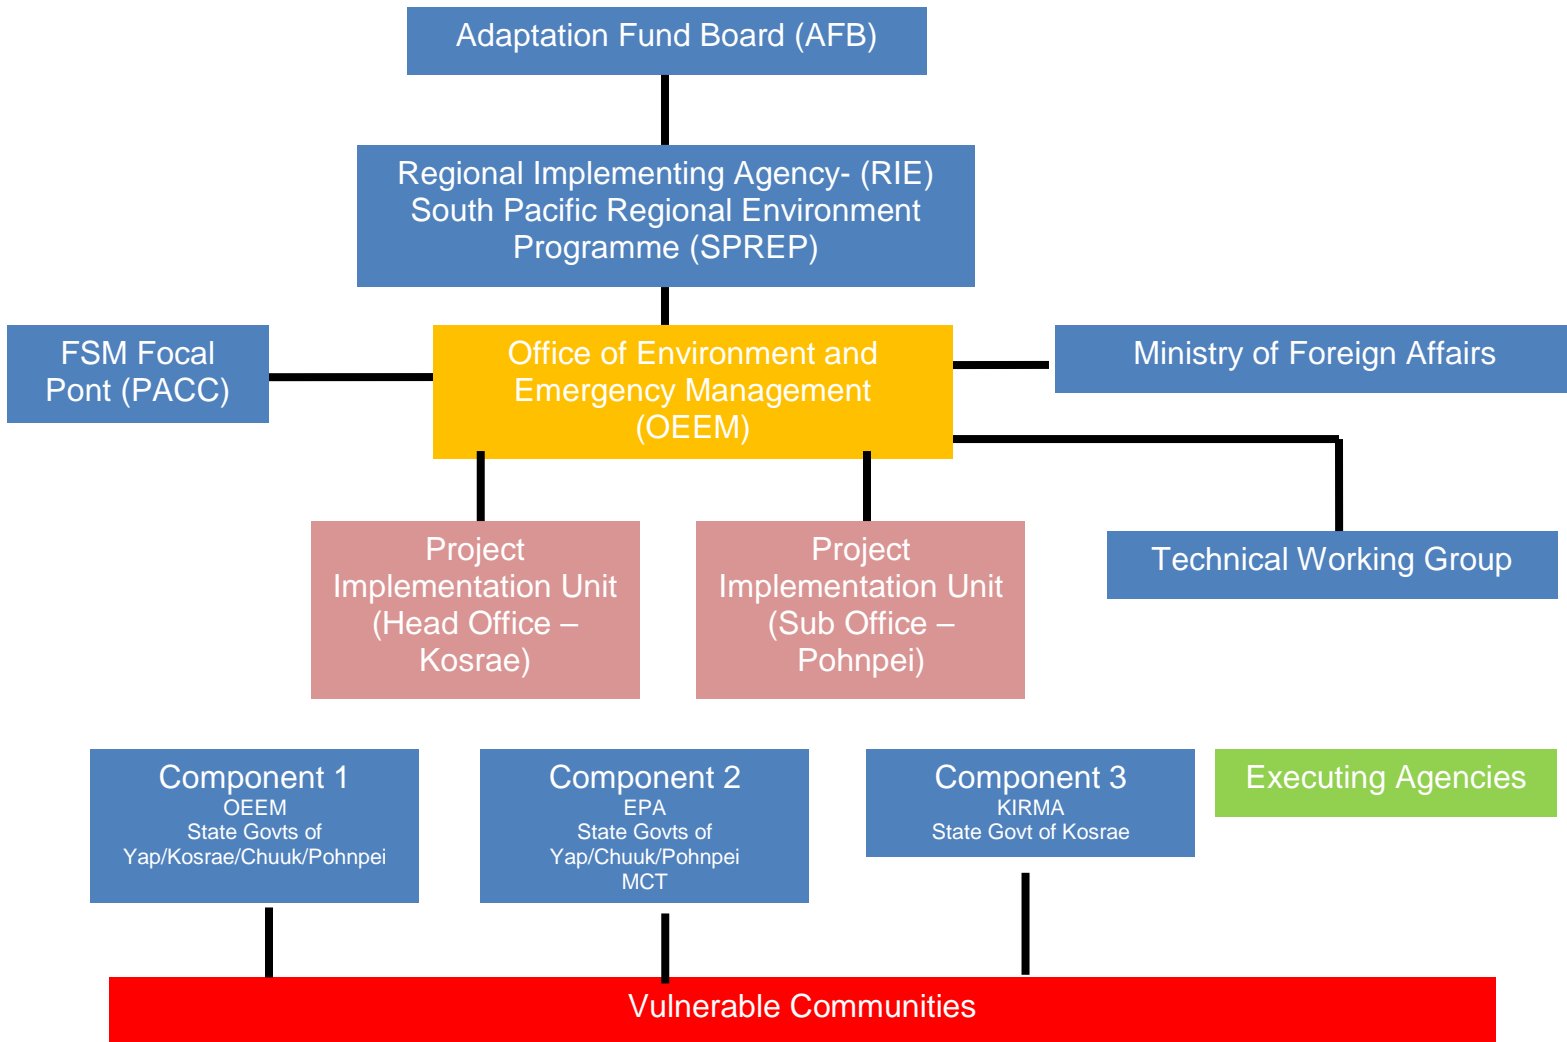 Adaptation Fund Board (AFB)
Regional Implementing Agency- (RIE)
South Pacific Regional Environment
Programme (SPREP)
FSM Focal
Pont (PACC)
Office of Environment and
Emergency Management
(OEEM)
Ministry of Foreign Affairs
Technical Working Group
Project
Implementation Unit
(Head Office –
Kosrae)
Project
Implementation Unit
(Sub Office –
Pohnpei)
Component 1
OEEM
State Govts of
Yap/Kosrae/Chuuk/Pohnpei
Component 2
EPA
State Govts of
Yap/Chuuk/Pohnpei
MCT
Component 3
KIRMA
State Govt of Kosrae
Executing Agencies
Vulnerable Communities